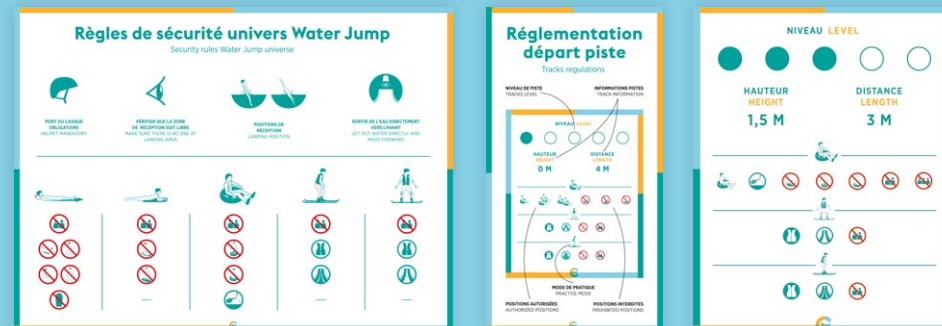 Règles de sécurité univers Water Jump
Security rules Water Jump universe
PORT DU CASQUE
OBLIGATOIRE
HELMET MANDATORY
VÉRIFIER QUE LA ZONE
DE RÉCEPTION SOIT LIBRE
MAKE SURE THERE IS NO ONE AT
LANDING AREA
POSITIONS DE
RÉCEPTION
LANDING POSITION
SORTIR DE L'EAU DIRECTEMENT
VERS L'AVANT
GET OUT WATER DIRECTLY AND
MOVE FORWARD
Réglementation
départ piste
Tracks regulations
NIVEAU DE PISTE
TRACKS LEVEL
INFORMATIONS PISTES
TRACK INFORMATION
NIVEAU LEVEL
HAUTEUR
HEIGHT
0 M
DISTANCE
LENGTH
4 M
MODE DE PRATIQUE
PRACTICE MODE
POSITIONS AUTORISÉES
AUTHORIZED POSITIONS
POSITIONS INTERDITES
PROHIBITED POSITIONS
NIVEAU LEVEL
HAUTEUR
HEIGHT
1,5 M
DISTANCE
LENGTH
3 M